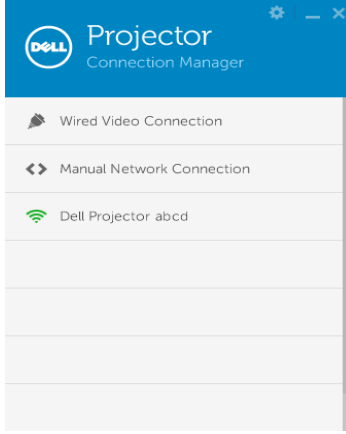 DELL
Projector
Connection Manager
Wired Video Connection
Manual Network Connection
Dell Projector abcd